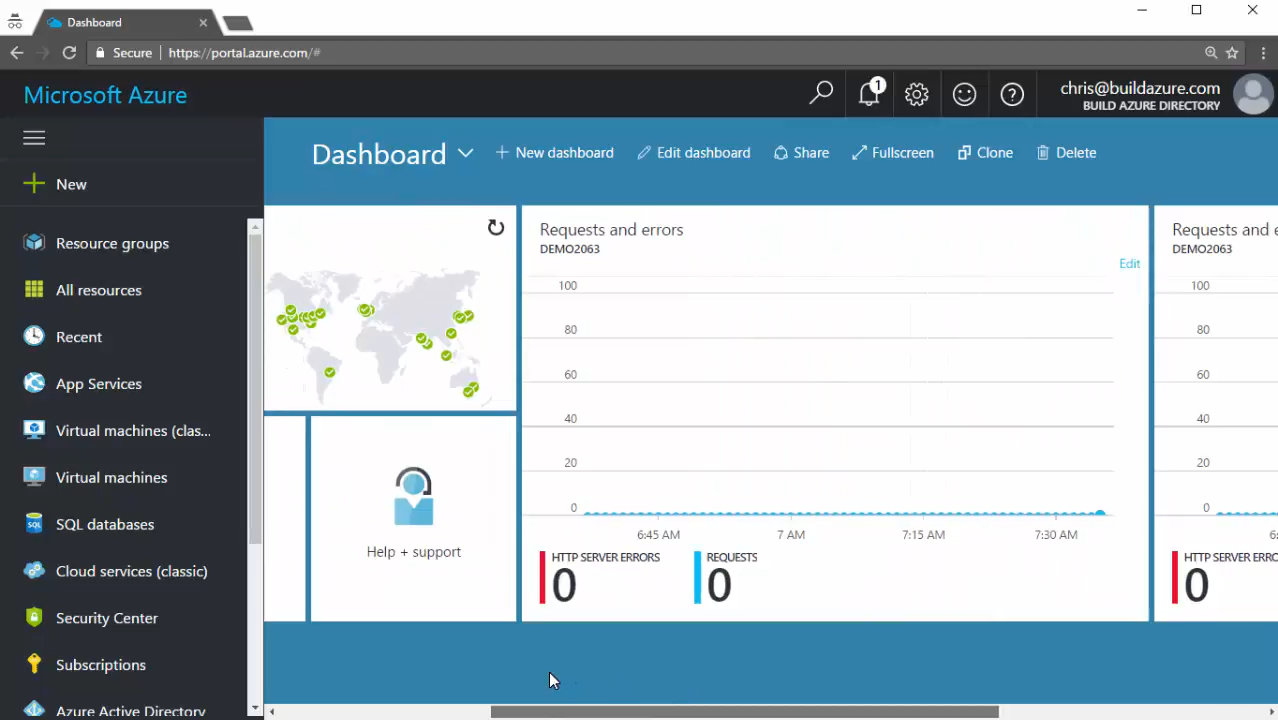 Dashboard
Secure
https://portal.azure.com/#
Microsoft Azure
1
chris@buildazure.com
BUILD AZURE DIRECTORY
Dashboard
New dashboard
Edit dashboard
Share
Fullscreen
Clone
Delete
New
Resource groups
All resources
Recent
App Services
Virtual machines (clas...
Virtual machines
SQL
SQL databases
Cloud services (classic)
Security Center
Subscriptions
Azure Active Directory
Help + support
Requests and errors
DEMO2063
Edit
100
80
60
40
20
0
6:45 AM 7 AM 7:15 AM 7:30 AM
HTTP SERVER ERRORS
0
REQUESTS
0
Requests and e
DEMO2063
100
80
60
40
20
0
6:
HTTP SERVER ERRO
0